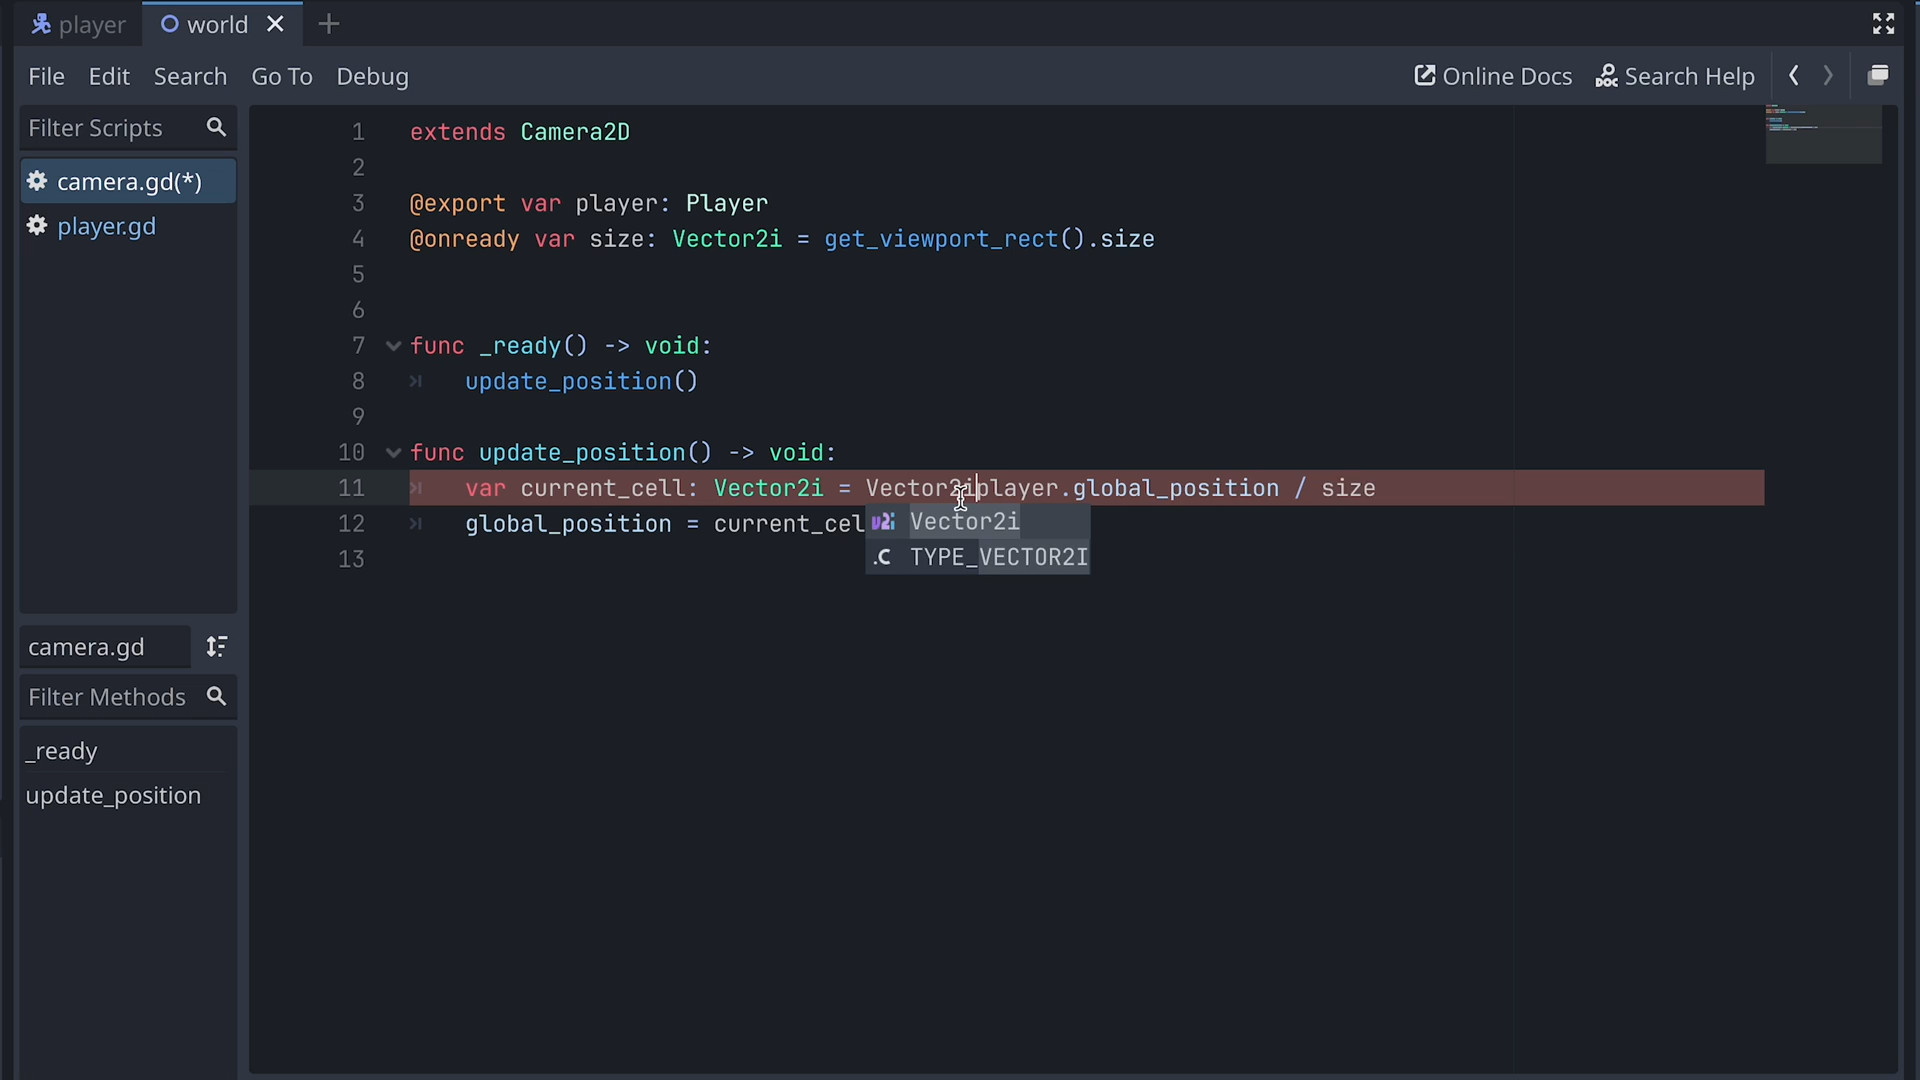 player
world
File Edit Search Go To Debug
Online Docs Search Help
Filter Scripts
camera.gd(*)
player.gd
camera.gd
Filter Methods
_ready
update_position
1 extends Camera2D
2
3 @export var player: Player
4 @onready var size: Vector2i = get_viewport_rect().size
5
6
7 func _ready() -> void:
8 update_position()
9
10 func update_position() -> void:
11 var current_cell: Vector2i = Vector2iplayer.global_position / size
12 global_position = current_cel
13
Vector2i
TYPE_VECTOR2I